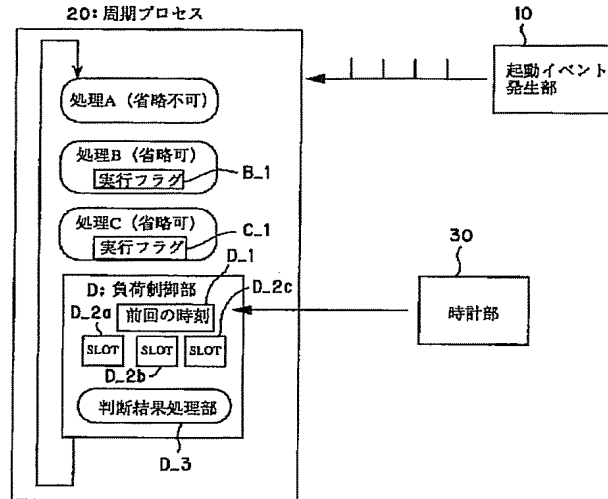 20: 周期プロセス
10
起動イベント
発生部
処理A (省略不可)
処理B (省略可)
実行フラグ
B_1
処理C (省略可)
実行フラグ
C_1
D_1
D; 負荷制御部
D_2c
30
D_2a
前回の時刻
時計部
SLOT
SLOT
SLOT
D_2b
判断結果処理部
D_3